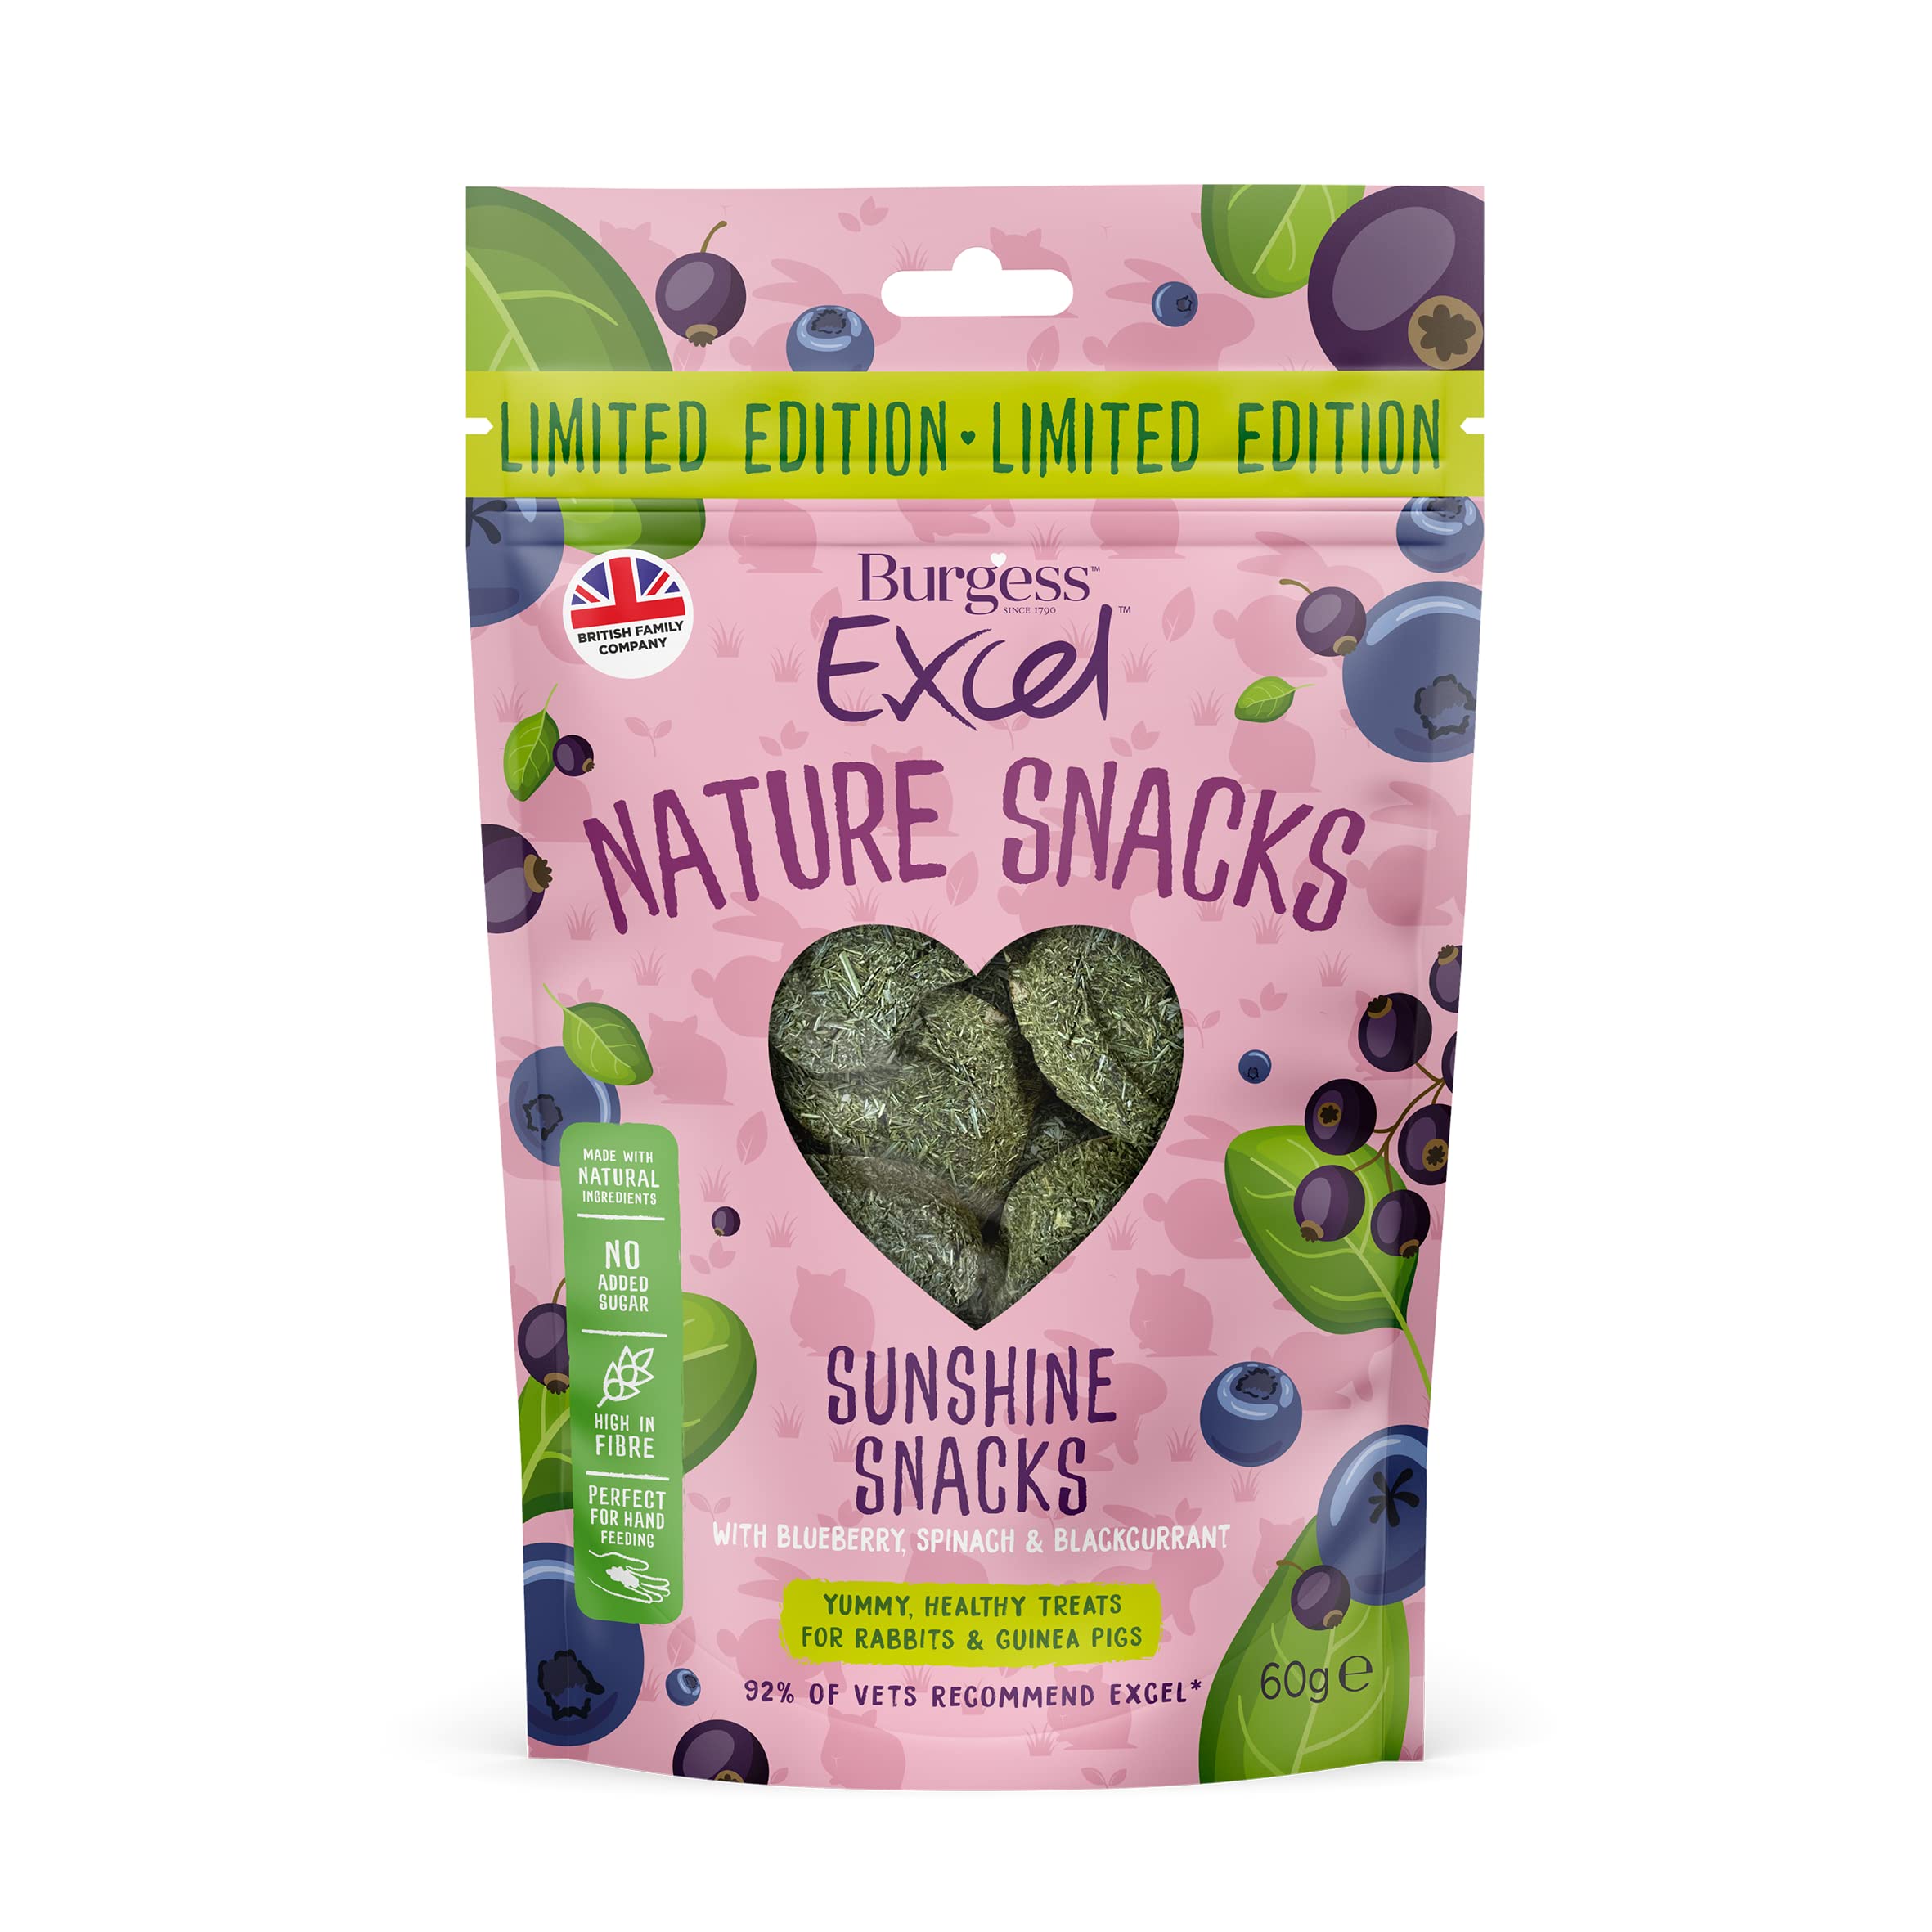 LIMITED EDITION • LIMITED EDITION
BRITISH FAMILY
COMPANY
Burgess™
SINCE 1790
Excel™
NATURE SNACKS
MADE WITH
NATURAL
INGREDIENTS
NO
ADDED
SUGAR
HIGH IN
FIBRE
PERFECT
FOR HAND
FEEDING
SUNSHINE
SNACKS
WITH BLUEBERRY, SPINACH & BLACKCURRANT
YUMMY, HEALTHY TREATS
FOR RABBITS & GUINEA PIGS
92% OF VETS RECOMMEND EXCEL*
60g ℮